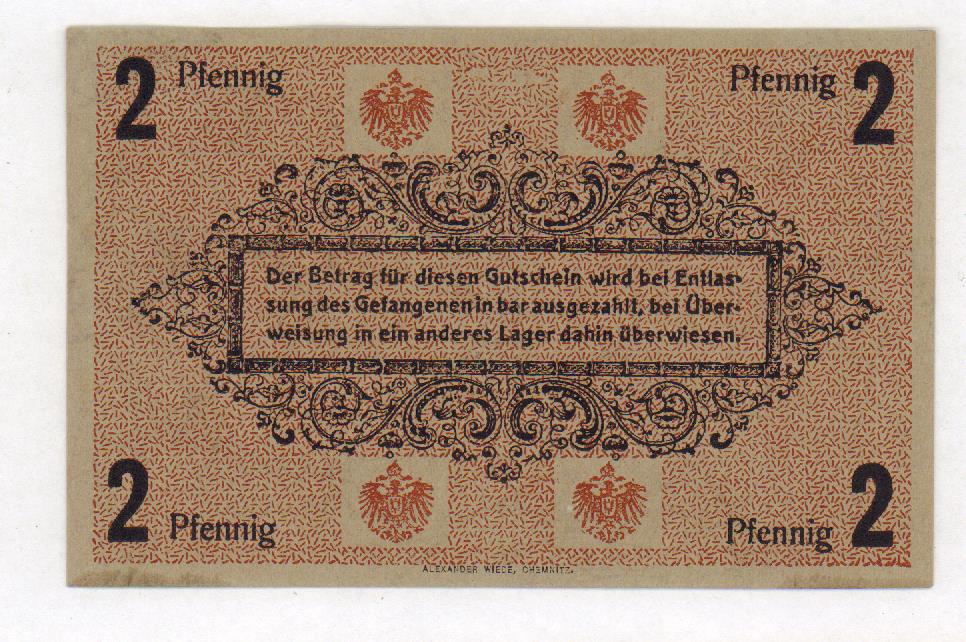 2 Pfennig Pfennig 2
Der Betrag für diesen Gutschein wird bei Entlas-
sung des Gefangenen in bar ausgezahlt, bei Über-
weisung in ein anderes Lager dahin überwiesen.
2 Pfennig Pfennig 2
ALEXANDER WIEDE, CHEMNITZ.